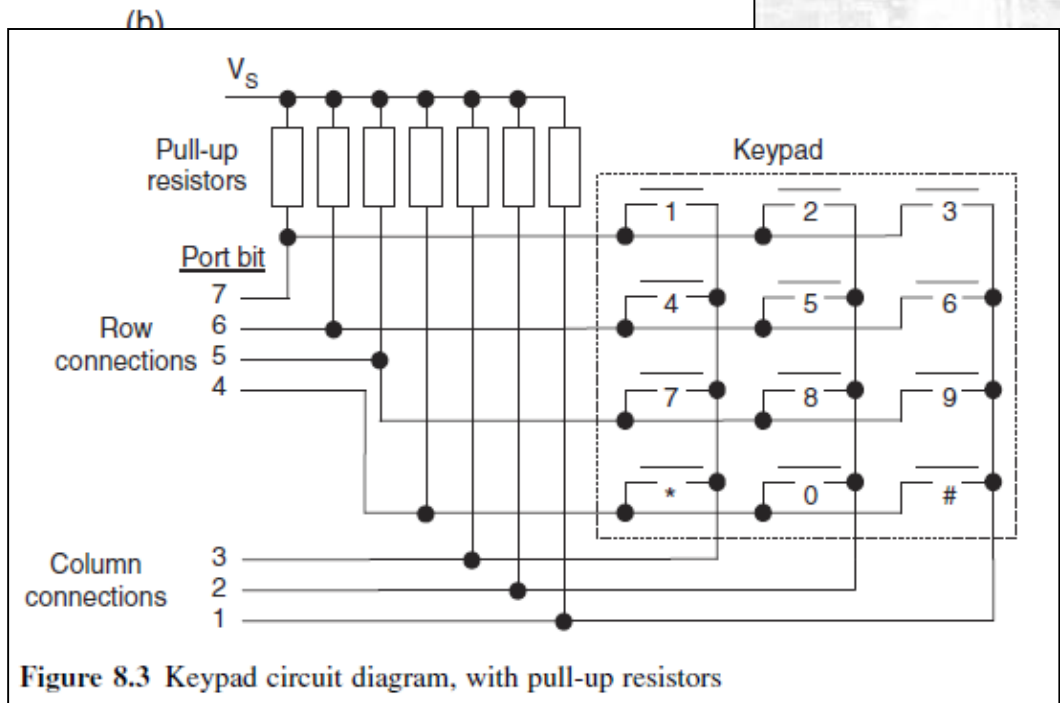 (b)
V_S
Pull-up
resistors
Keypad
1 2 3
Port bit
7
4 5 6
Row
connections
6
5
4
7 8 9
* 0 #
Column
connections
3
2
1
Figure 8.3 Keypad circuit diagram, with pull-up resistors